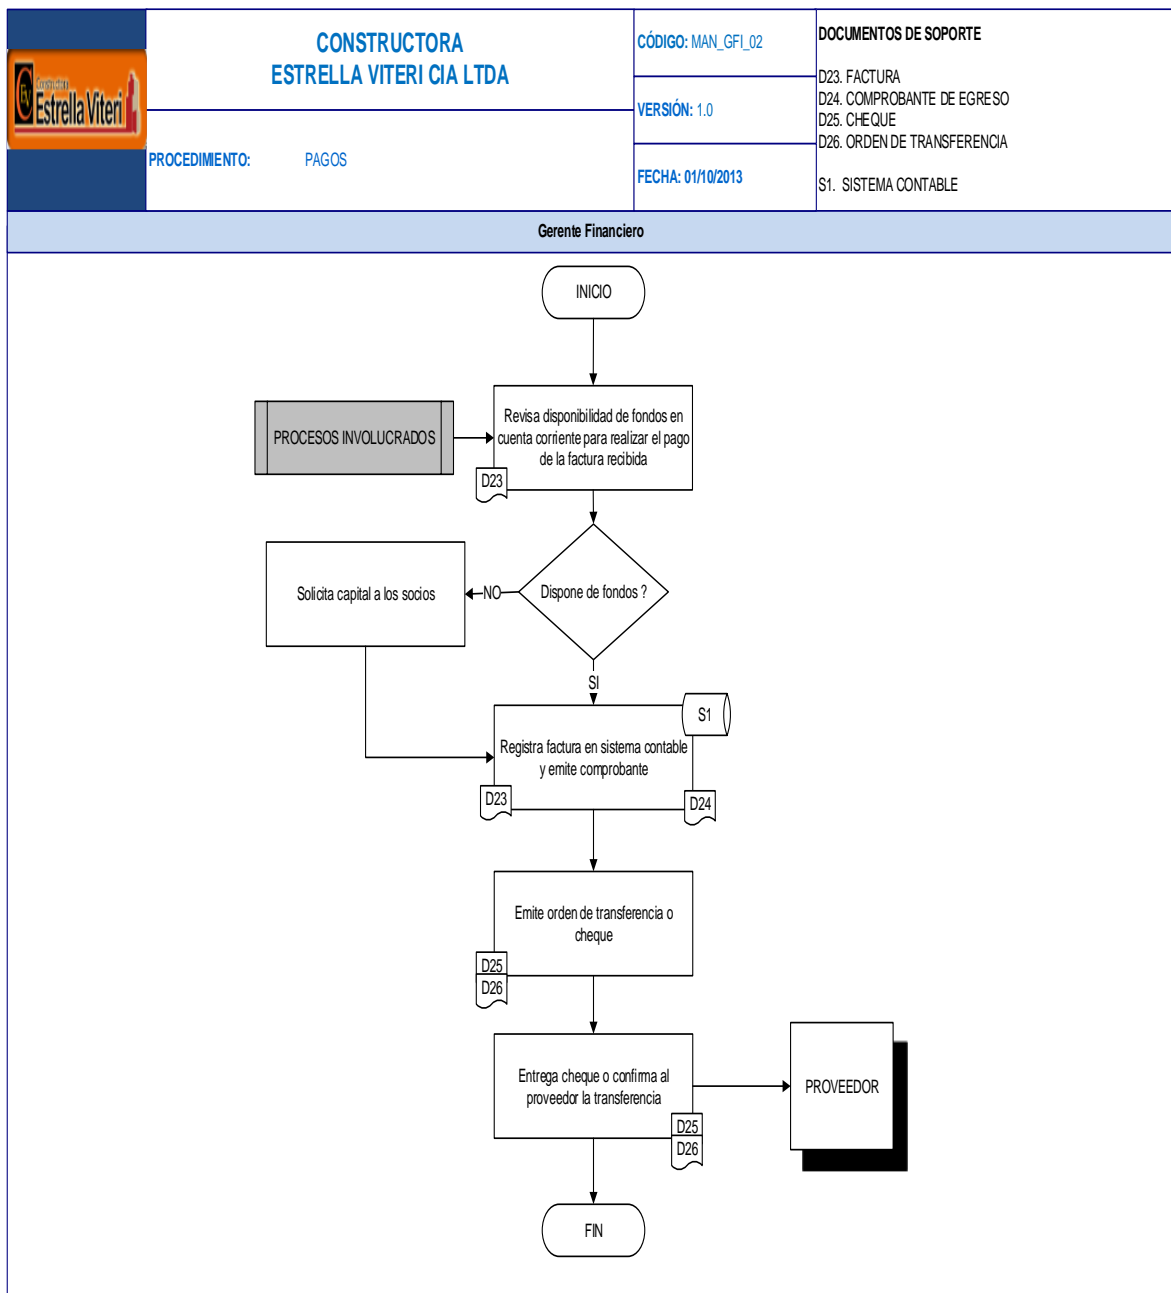 Constructora
Estrella Viteri
CONSTRUCTORA
ESTRELLA VITERI CIA LTDA
PROCEDIMIENTO: PAGOS
CÓDIGO: MAN_GFI_02
VERSIÓN: 1.0
FECHA: 01/10/2013
DOCUMENTOS DE SOPORTE
D23. FACTURA
D24. COMPROBANTE DE EGRESO
D25. CHEQUE
D26. ORDEN DE TRANSFERENCIA
S1. SISTEMA CONTABLE
Gerente Financiero
INICIO
PROCESOS INVOLUCRADOS
Revisa disponibilidad de fondos en
cuenta corriente para realizar el pago
de la factura recibida
D23
Solicita capital a los socios
NO
Dispone de fondos ?
SI
S1
Registra factura en sistema contable
y emite comprobante
D23
D24
Emite orden de transferencia o
cheque
D25
D26
Entrega cheque o confirma al
proveedor la transferencia
PROVEEDOR
D25
D26
FIN